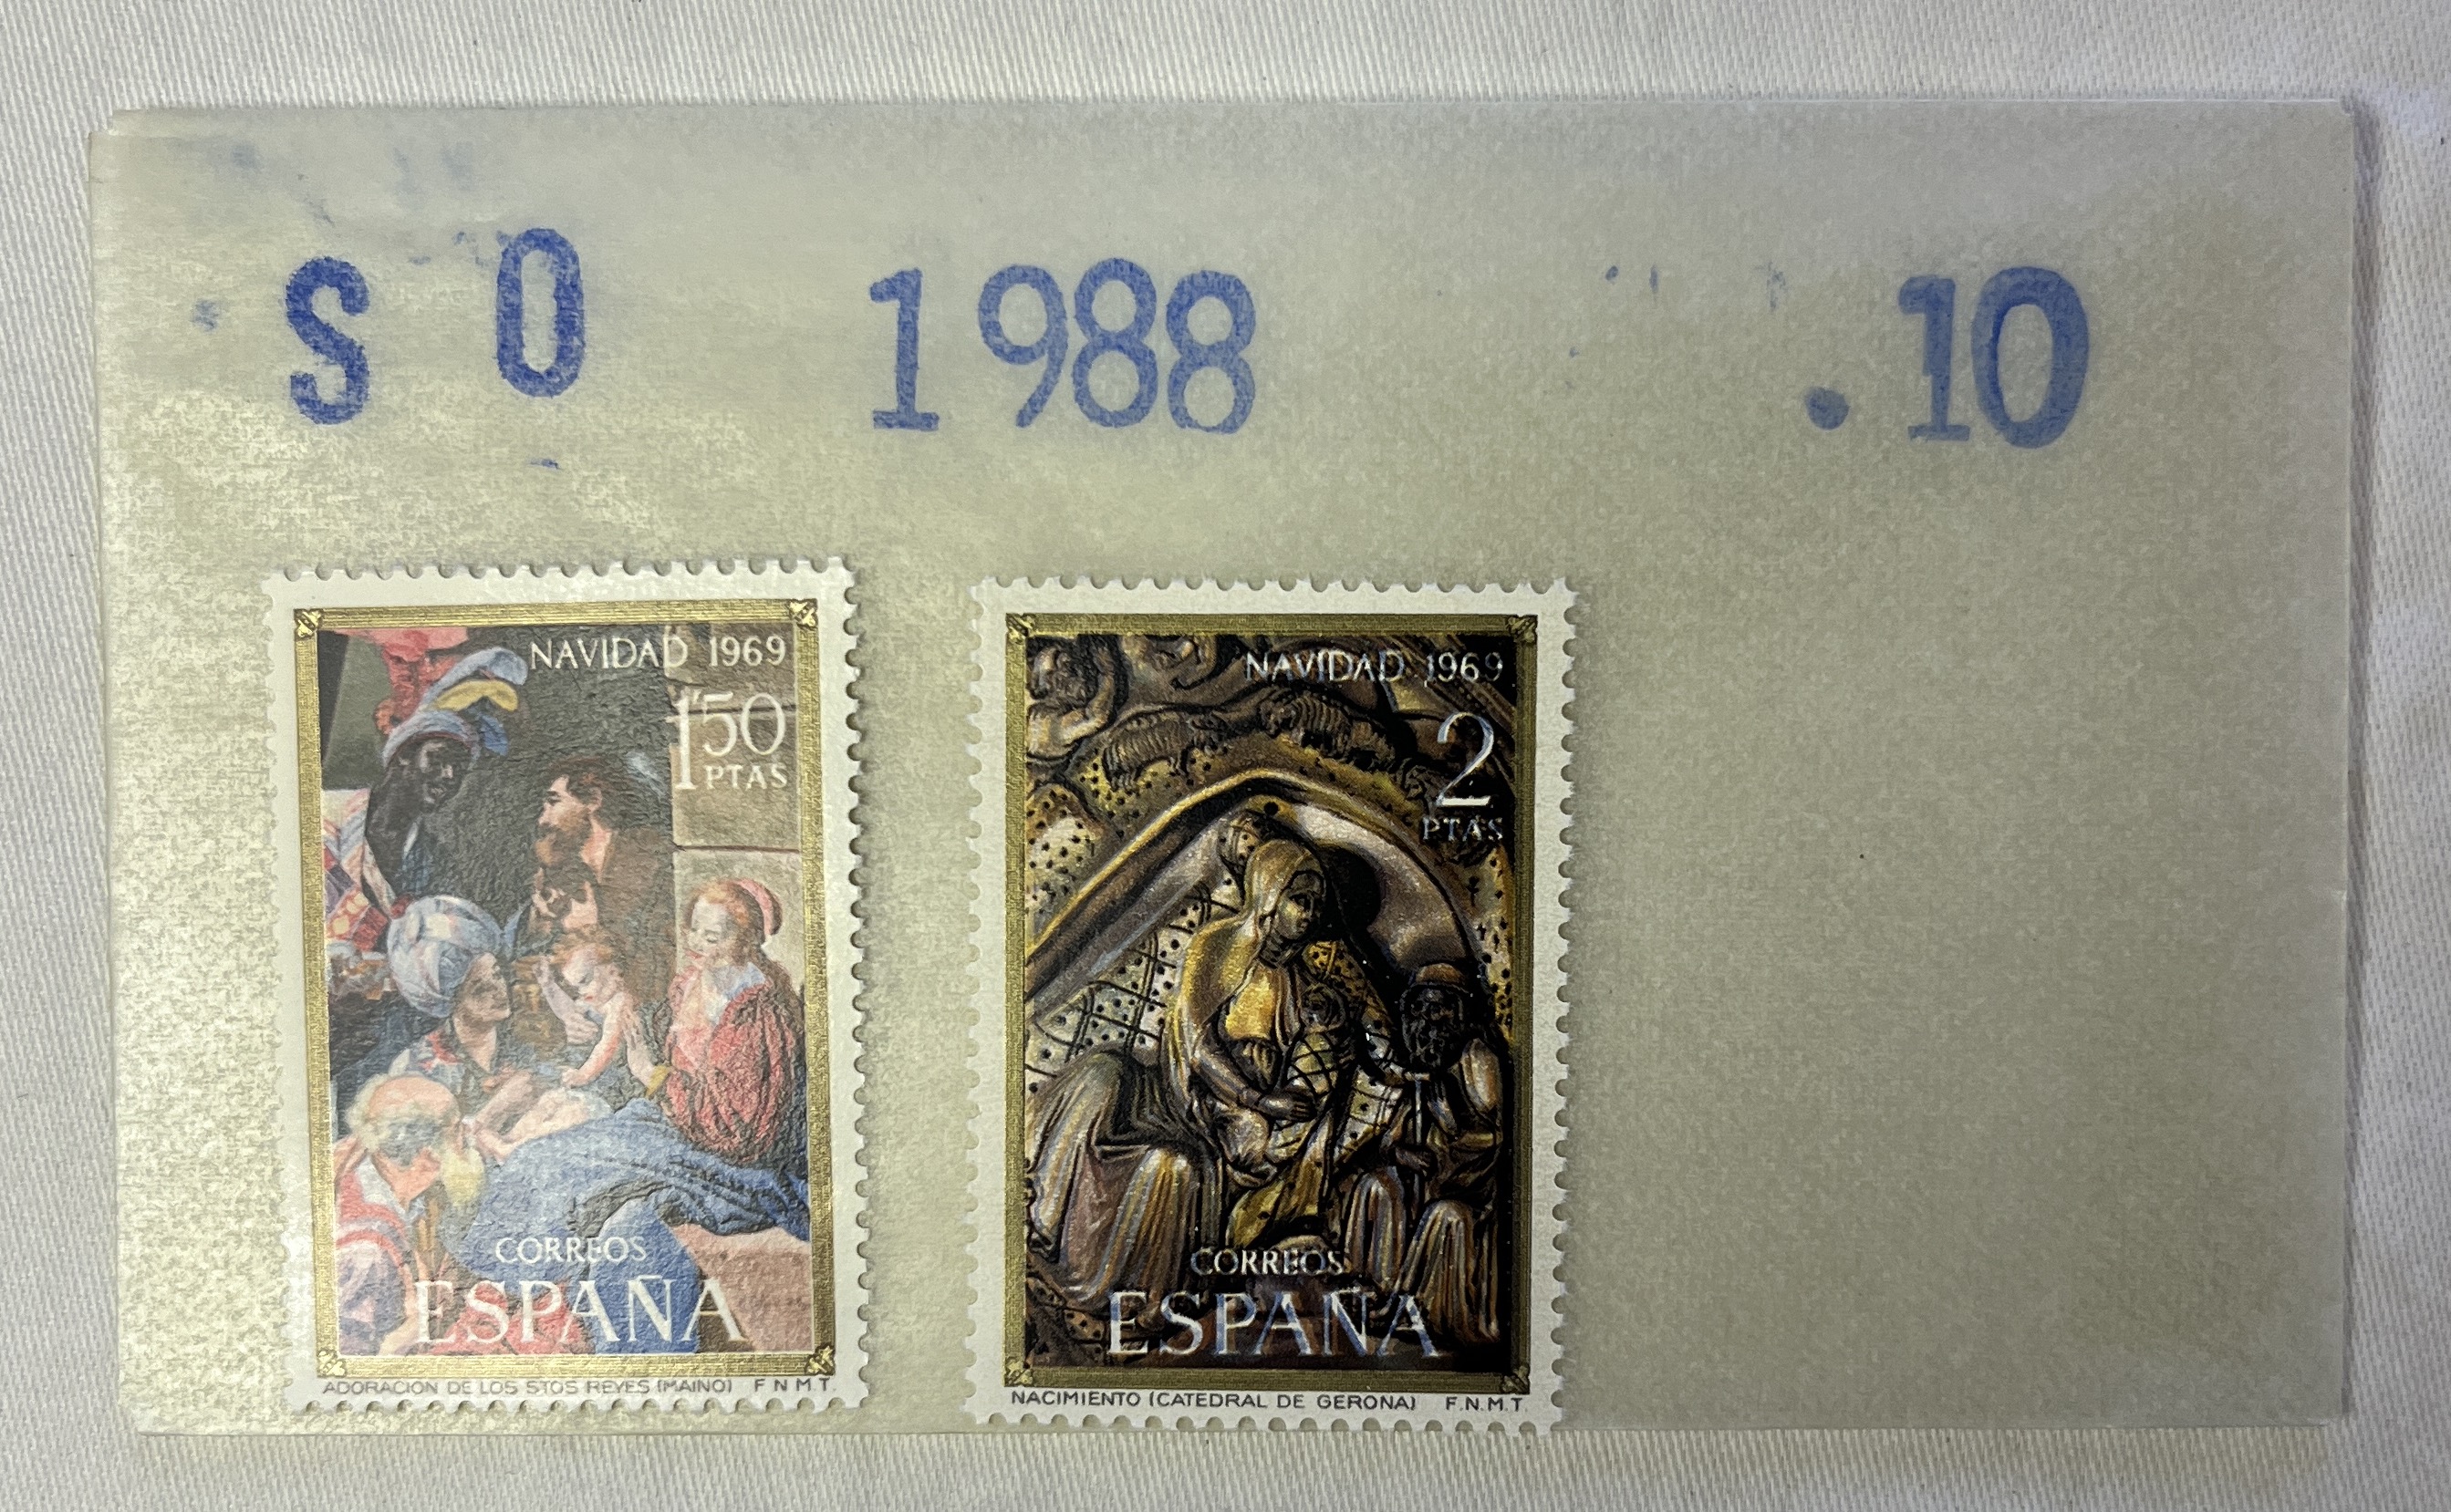 S 0 1988 .10
NAVIDAD 1969
1'50
PTAS
CORREOS
ESPAÑA
ADORACION DE LOS STOS REYES (MAINO) F N M T.
NAVIDAD 1969
2
PTAS
CORREOS
ESPAÑA
NACIMIENTO (CATEDRAL DE GERONA) F.N.M.T.